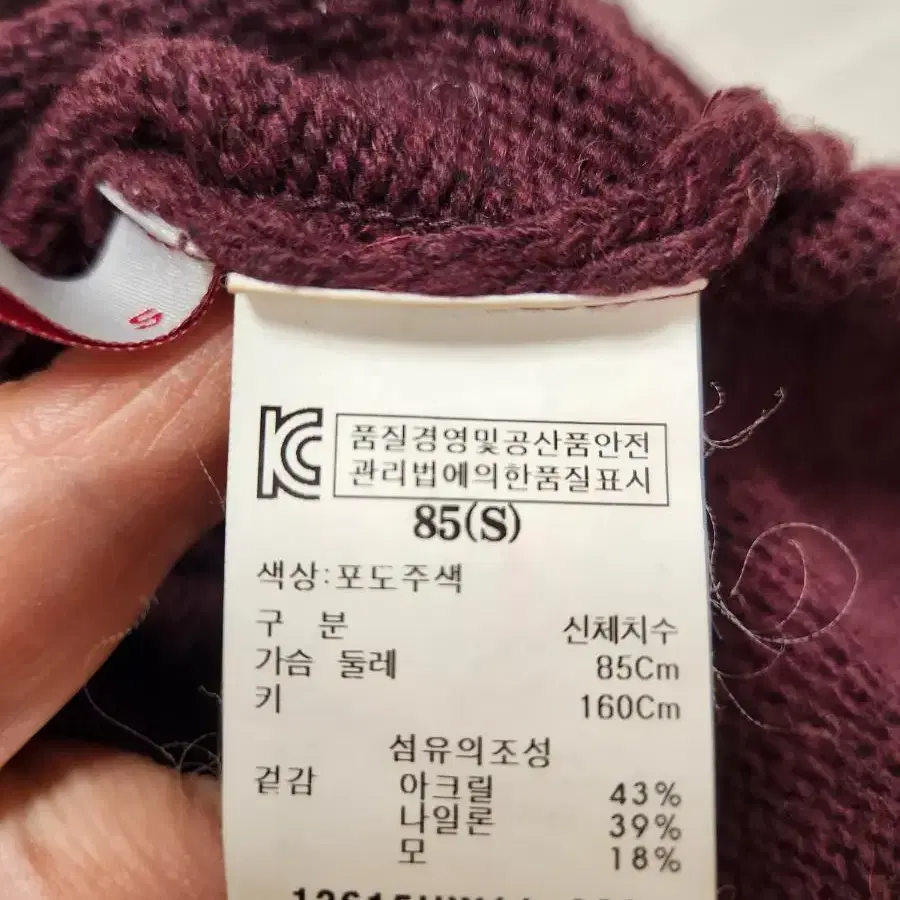 S
KC
품질경영및공산품안전
관리법에의한품질표시
85(S)
색상:포도주색
구 분 신체치수
가슴 둘레 85Cm
키 160Cm
섬유의조성
겉감 아크릴 43%
나일론 39%
모 18%